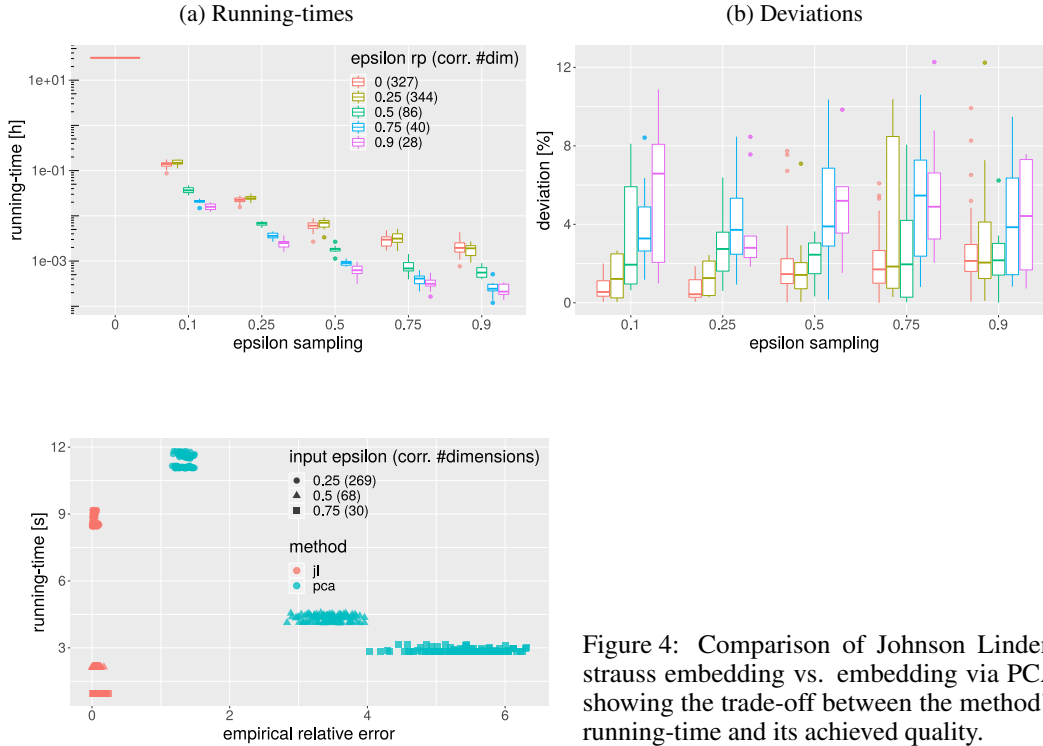 (a) Running-times
(b) Deviations
running-time [h]
1e+01
1e-01
1e-03
epsilon rp (corr. #dim)
0 (327)
0.25 (344)
0.5 (86)
0.75 (40)
0.9 (28)
0
0.1
0.25
0.5
0.75
0.9
epsilon sampling
deviation [%]
12
8
4
0
0.1
0.25
0.5
0.75
0.9
epsilon sampling
running-time [s]
12
9
6
3
input epsilon (corr. #dimensions)
0.25 (269)
0.5 (68)
0.75 (30)
method
jl
pca
0
2
4
6
empirical relative error
Figure 4: Comparison of Johnson Linden
strauss embedding vs. embedding via PCA
showing the trade-off between the method'
running-time and its achieved quality.